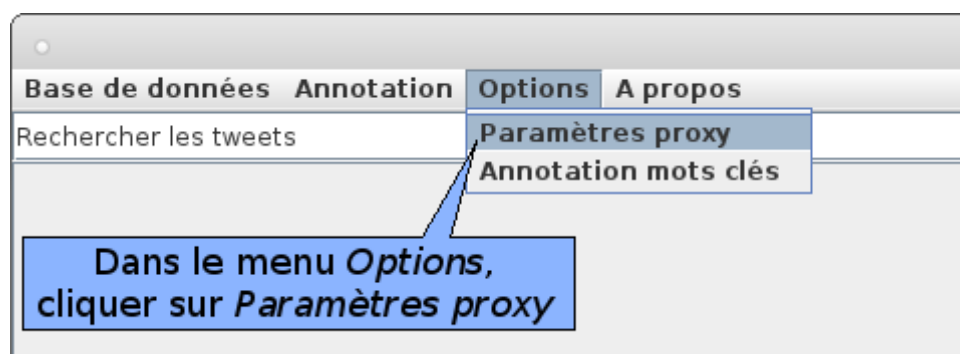 Base de données Annotation Options A propos
Rechercher les tweets
Paramètres proxy
Annotation mots clés
Dans le menu Options,
cliquer sur Paramètres proxy